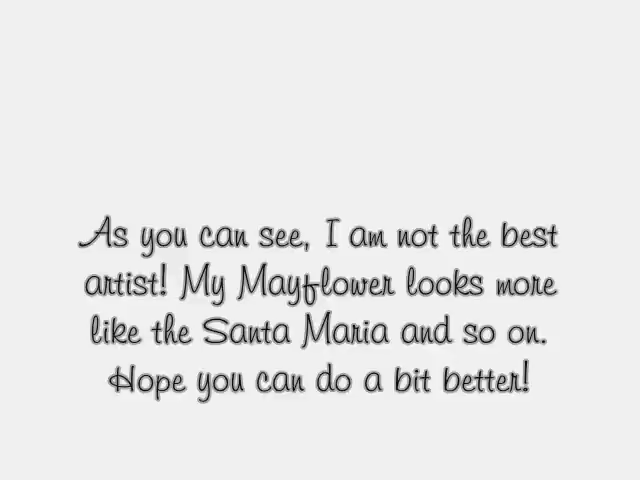 As you can see, I am not the best
artist! My Mayflower looks more
like the Santa Maria and so on.
Hope you can do a bit better!